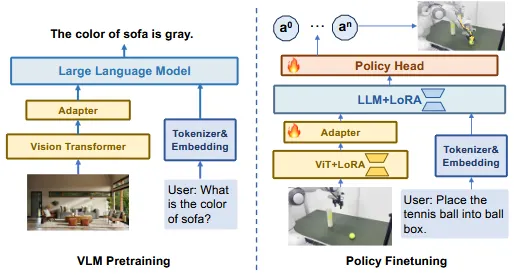 The color of sofa is gray.
Large Language Model
Adapter
Vision Transformer
Tokenizer&
Embedding
User: What
is the color
of sofa?
VLM Pretraining
a0 ... an
Policy Head
LLM+LoRA
Adapter
ViT+LoRA
Tokenizer&
Embedding
User: Place the
tennis ball into ball
box.
Policy Finetuning